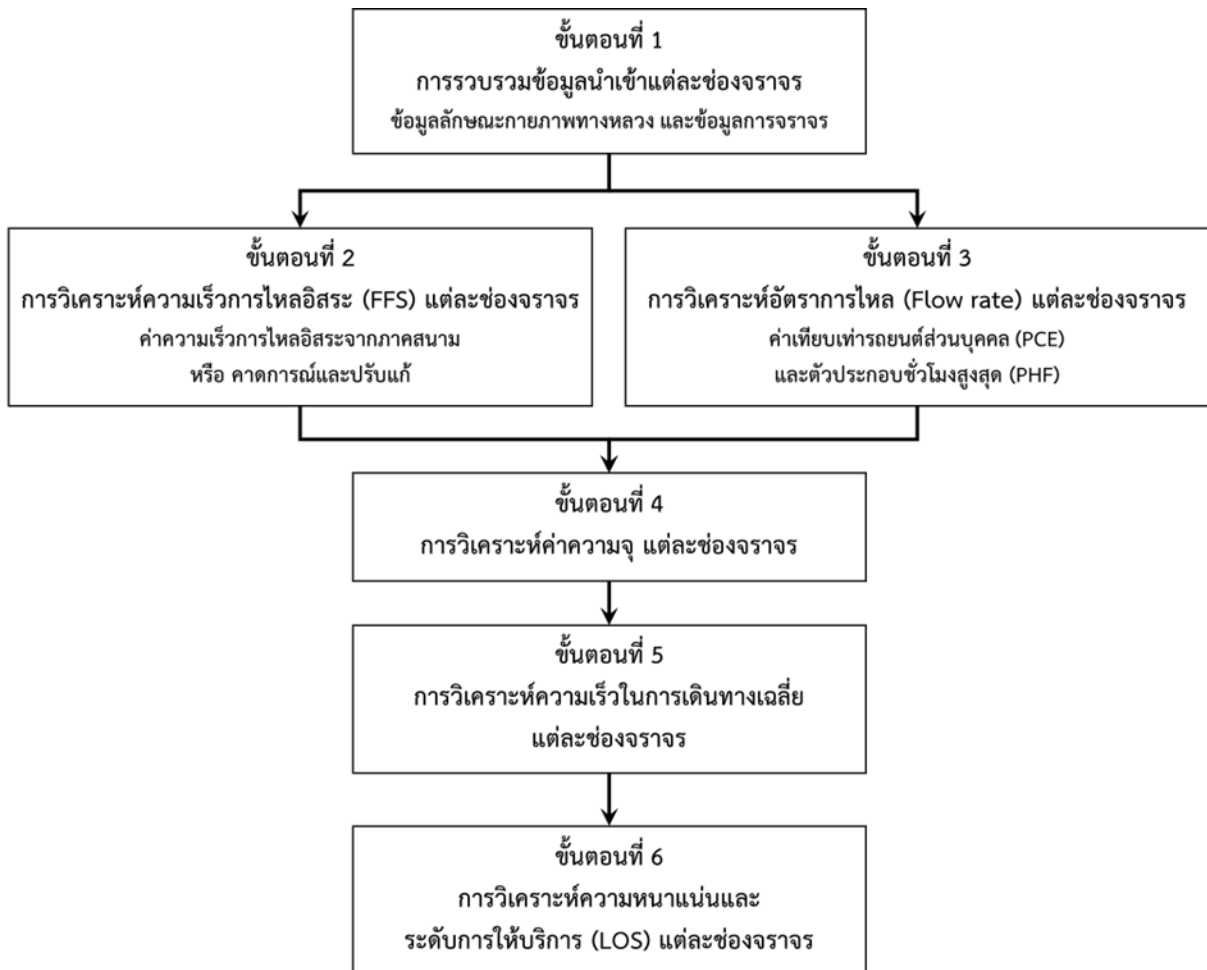 ขั้นตอนที่ 1
การรวบรวมข้อมูลนำเข้าแต่ละช่องจราจร
ข้อมูลลักษณะกายภาพทางหลวง และข้อมูลการจราจร
ขั้นตอนที่ 2
การวิเคราะห์ความเร็วการไหลอิสระ (FFS) แต่ละช่องจราจร
ค่าความเร็วการไหลอิสระจากภาคสนาม
หรือ คาดการณ์และปรับแก้
ขั้นตอนที่ 3
การวิเคราะห์อัตราการไหล (Flow rate) แต่ละช่องจราจร
ค่าเทียบเท่ารถยนต์ส่วนบุคคล (PCE)
และตัวประกอบชั่วโมงสูงสุด (PHF)
ขั้นตอนที่ 4
การวิเคราะห์ค่าความจุ แต่ละช่องจราจร
ขั้นตอนที่ 5
การวิเคราะห์ความเร็วในการเดินทางเฉลี่ย
แต่ละช่องจราจร
ขั้นตอนที่ 6
การวิเคราะห์ความหนาแน่นและ
ระดับการให้บริการ (LOS) แต่ละช่องจราจร